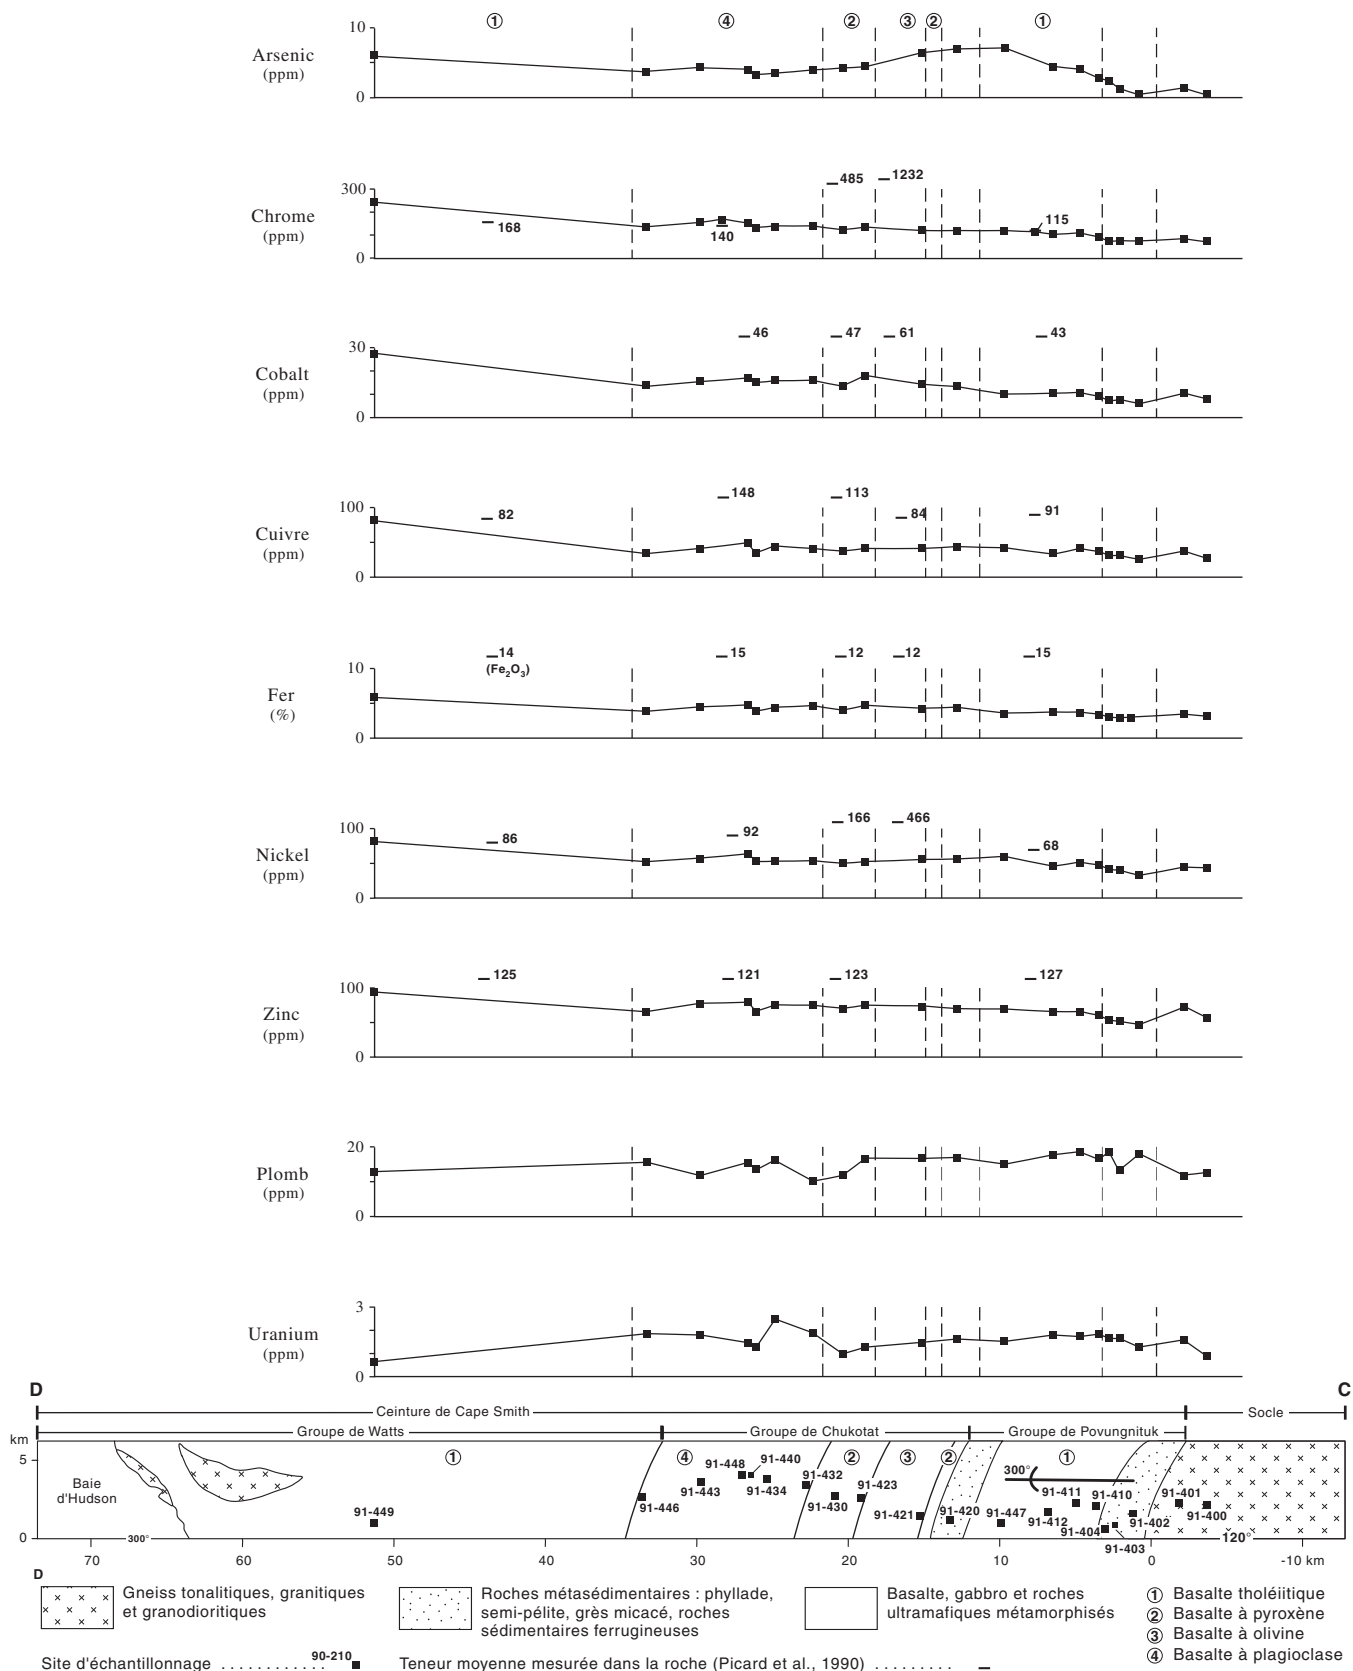 ① ④ ② ③ ② ①
Arsenic
(ppm)
10
0
Chrome
(ppm)
300
0
168
140
485
1232
115
Cobalt
(ppm)
30
0
46
47
61
43
Cuivre
(ppm)
100
0
82
148
113
84
91
Fer
(%)
10
0
14
(Fe₂O₃)
15
12
12
15
Nickel
(ppm)
100
0
86
92
166
466
68
Zinc
(ppm)
100
0
125
121
123
127
Plomb
(ppm)
20
0
Uranium
(ppm)
3
0
D
C
Ceinture de Cape Smith
Socle
Groupe de Watts
Groupe de Chukotat
Groupe de Povungnituk
km
5
0
Baie
d'Hudson
300°
① ④ ② ③ ② ①
91-449
91-446
91-443
91-448
91-440
91-434
91-432
91-430
91-423
91-421
91-420
91-447
300°
91-412
91-411
91-410
91-404
91-403
91-402
91-401
91-400
120°
70 60 50 40 30 20 10 0 -10 km
D
Gneiss tonalitiques, granitiques
et granodioritiques
Roches métasédimentaires : phyllade,
semi-pélite, grès micacé, roches
sédimentaires ferrugineuses
Basalte, gabbro et roches
ultramafiques métamorphisés
① Basalte tholéiitique
② Basalte à pyroxène
③ Basalte à olivine
④ Basalte à plagioclase
Site d'échantillonnage . . . . . . . . . . . . 90-210
Teneur moyenne mesurée dans la roche (Picard et al., 1990) . . . . . . . . .